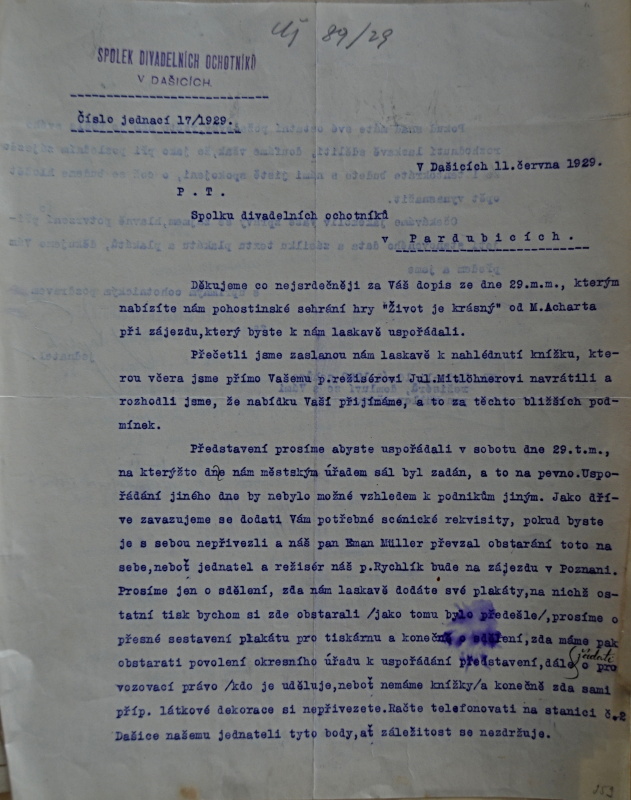 čj 89/29
SPOLEK DIVADELNÍCH OCHOTNÍKŮ
V DAŠICÍCH.
Číslo jednací 17/1929.
V Dašicích 11.června 1929.
P. T.
Spolku divadelních ochotníků
v Pardubicích.
Děkujeme co nejsrdečněji za Váš dopis ze dne 29.m.m., kterým
nabízíte nám pohostinské sehrání hry "Život je krásný" od M.Acharta
při zájezdu,který byste k nám laskavě uspořádali.
Přečetli jsme zaslanou nám laskavě k nahlédnutí knížku, kte-
rou včera jsme přímo Vašemu p.režisérovi Jul.Mitlöhnerovi navrátili a
rozhodli jsme, že nabídku Vaší přijímáme, a to za těchto bližších pod-
mínek.
Představení prosíme abyste uspořádali v sobotu dne 29.t.m.,
na kterýžto dne nám městským úřadem sál byl zadán, a to na pevno.Uspo-
řádání jiného dne by nebylo možné vzhledem k podnikům jiným. Jako dří-
ve zavazujeme se dodati Vám potřebné scénické rekvisity, pokud byste
je s sebou nepřivezli a náš pan Eman Müller převzal obstarání toto na
sebe,neboť jednatel a režisér náš p.Rychlík bude na zájezdu v Poznani.
Prosíme jen o sdělení, zda nám laskavě dodáte své plakáty,na nichž os-
tatní tisk bychom si zde obstarali /jako tomu bylo předešle/,prosíme o
přesné sestavení plakátu pro tiskárnu a konečně o sdělení,zda máme pak
obstarati povolení okresního úřadu k uspořádání představení,dále o pro
vozovací právo /kdo je uděluje,neboť nemáme knížky/a konečně zda sami
příp. látkové dekorace si nepřivezete.Račte telefonovati na stanici č.2
Dašice našemu jednateli tyto body,ať záležitost se nezdržuje.
153